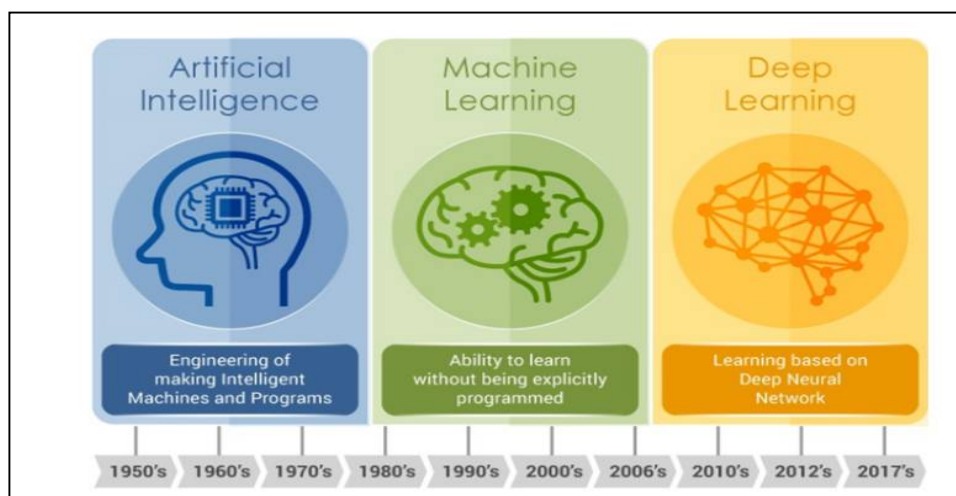 Artificial
Intelligence
Engineering of
making Intelligent
Machines and Programs
Machine
Learning
Ability to learn
without being explicitly
programmed
Deep
Learning
Learning based on
Deep Neural
Network
1950's 1960's 1970's 1980's 1990's 2000's 2006's 2010's 2012's 2017's